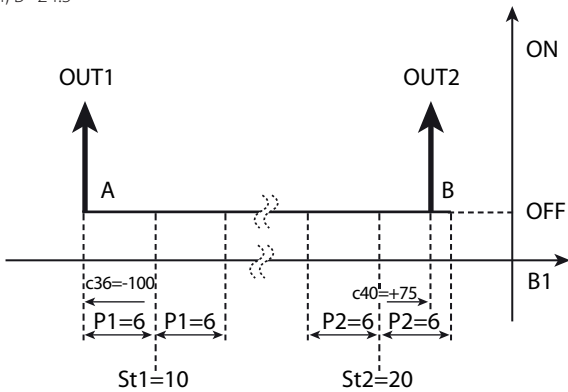 ON
OUT1 OUT2
A B
OFF
B1
c36=-100 c40=+75
P1=6 P1=6 P2=6 P2=6
St1=10 St2=20